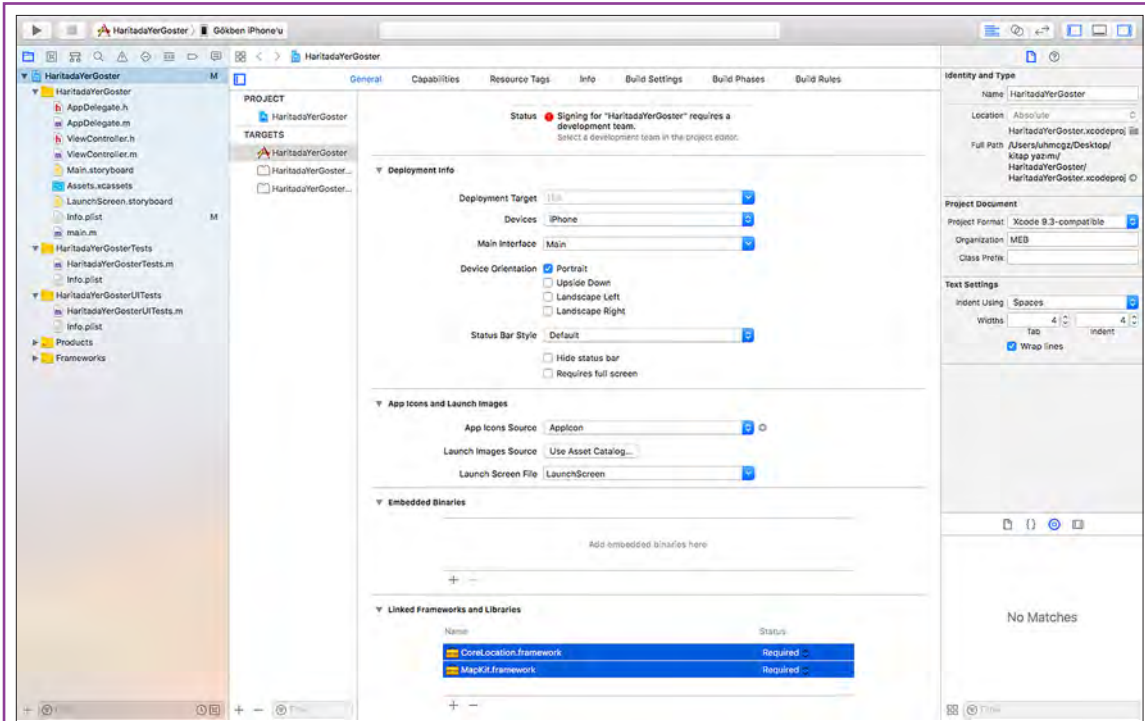 HaritadaYerGoster
Gökben iPhone'u
HaritadaYerGoster M
HaritadaYerGoster
AppDelegate.h
AppDelegate.m
ViewController.h
ViewController.m
Main.storyboard
Assets.xcassets
LaunchScreen.storyboard
Info.plist M
main.m
HaritadaYerGosterTests
HaritadaYerGosterTests.m
Info.plist
HaritadaYerGosterUITests
HaritadaYerGosterUITests.m
Info.plist
Products
Frameworks
HaritadaYerGoster
General Capabilities Resource Tags Info Build Settings Build Phases Build Rules
PROJECT
HaritadaYerGoster
TARGETS
HaritadaYerGoster
HaritadaYerGoster...
HaritadaYerGoster...
Status Signing for "HaritadaYerGoster" requires a
development team.
Select a development team in the project editor.
Deployment Info
Deployment Target
Devices iPhone
Main Interface Main
Device Orientation Portrait
Upside Down
Landscape Left
Landscape Right
Status Bar Style Default
Hide status bar
Requires full screen
App Icons and Launch Images
App Icons Source AppIcon
Launch Images Source Use Asset Catalog...
Launch Screen File LaunchScreen
Embedded Binaries
Add embedded binaries here
Linked Frameworks and Libraries
Name Status
CoreLocation.framework Required
MapKit.framework Required
Identity and Type
Name HaritadaYerGoster
Location Absolute
HaritadaYerGoster.xcodeproj
Full Path /Users/uhmcgz/Desktop/
kitap yazımı/
HaritadaYerGoster/
HaritadaYerGoster.xcodeproj
Project Document
Project Format Xcode 9.3-compatible
Organization MEB
Class Prefix
Text Settings
Indent Using Spaces
Widths 4 4
Tab Indent
Wrap lines
No Matches
Filter
Filter
Filter